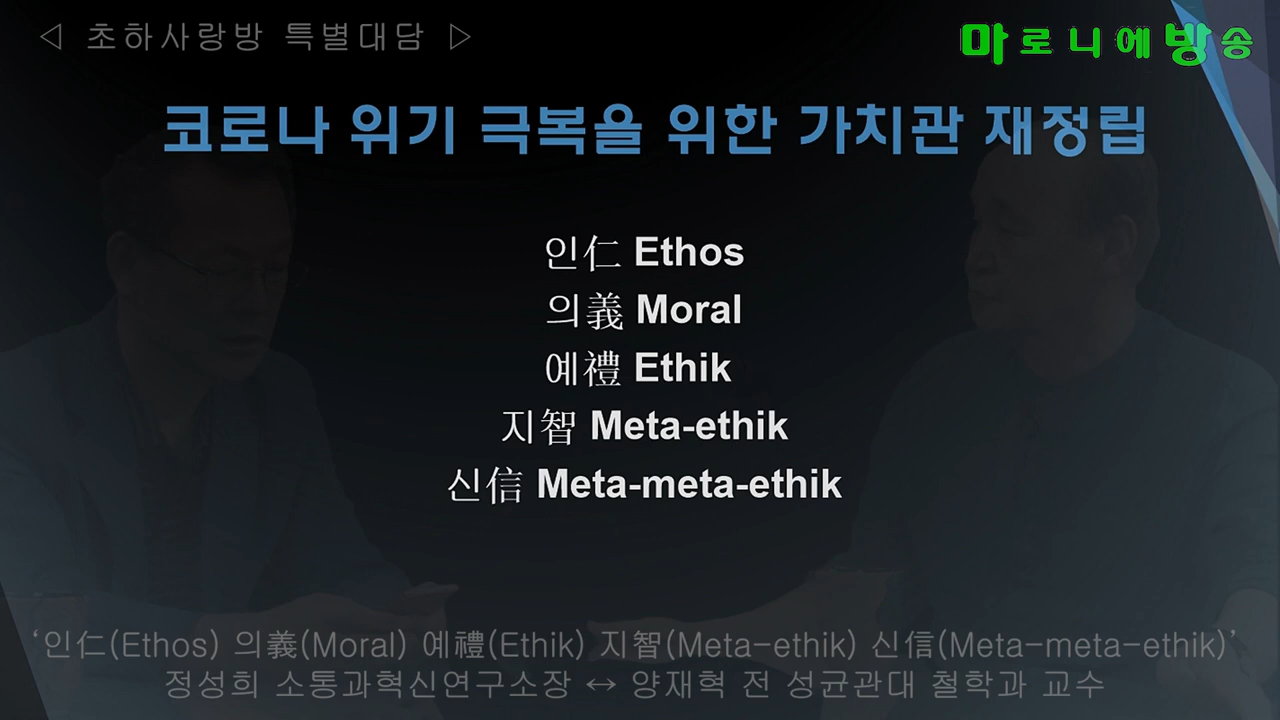 ◁ 초하사랑방 특별대담 ▷
마로니에방송
코로나 위기 극복을 위한 가치관 재정립
인仁 Ethos
의義 Moral
예禮 Ethik
지智 Meta-ethik
신信 Meta-meta-ethik
‘인仁(Ethos) 의義(Moral) 예禮(Ethik) 지智(Meta-ethik) 신信(Meta-meta-ethik)’
정성희 소통과혁신연구소장 ↔ 양재혁 전 성균관대 철학과 교수